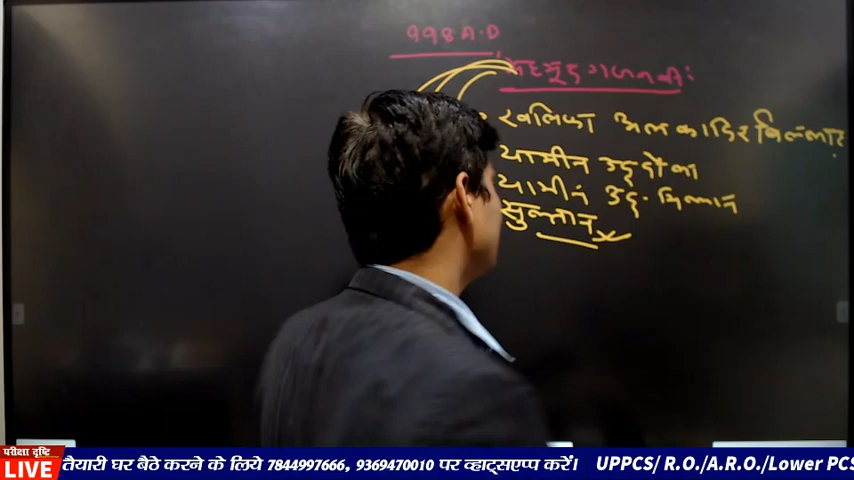 998 A.D
महमूद गजनवी:
खलिफा अल कादिर बिल्लाह
यामीन उद्दौला
यामीन उद्द-मिल्लत
सुल्तान
परीक्षा दृष्टि
LIVE
तैयारी घर बैठे करने के लिये 7844997666, 9369470010 पर व्हाट्सएप्प करें। UPPCS/ R.O./A.R.O./Lower PCS